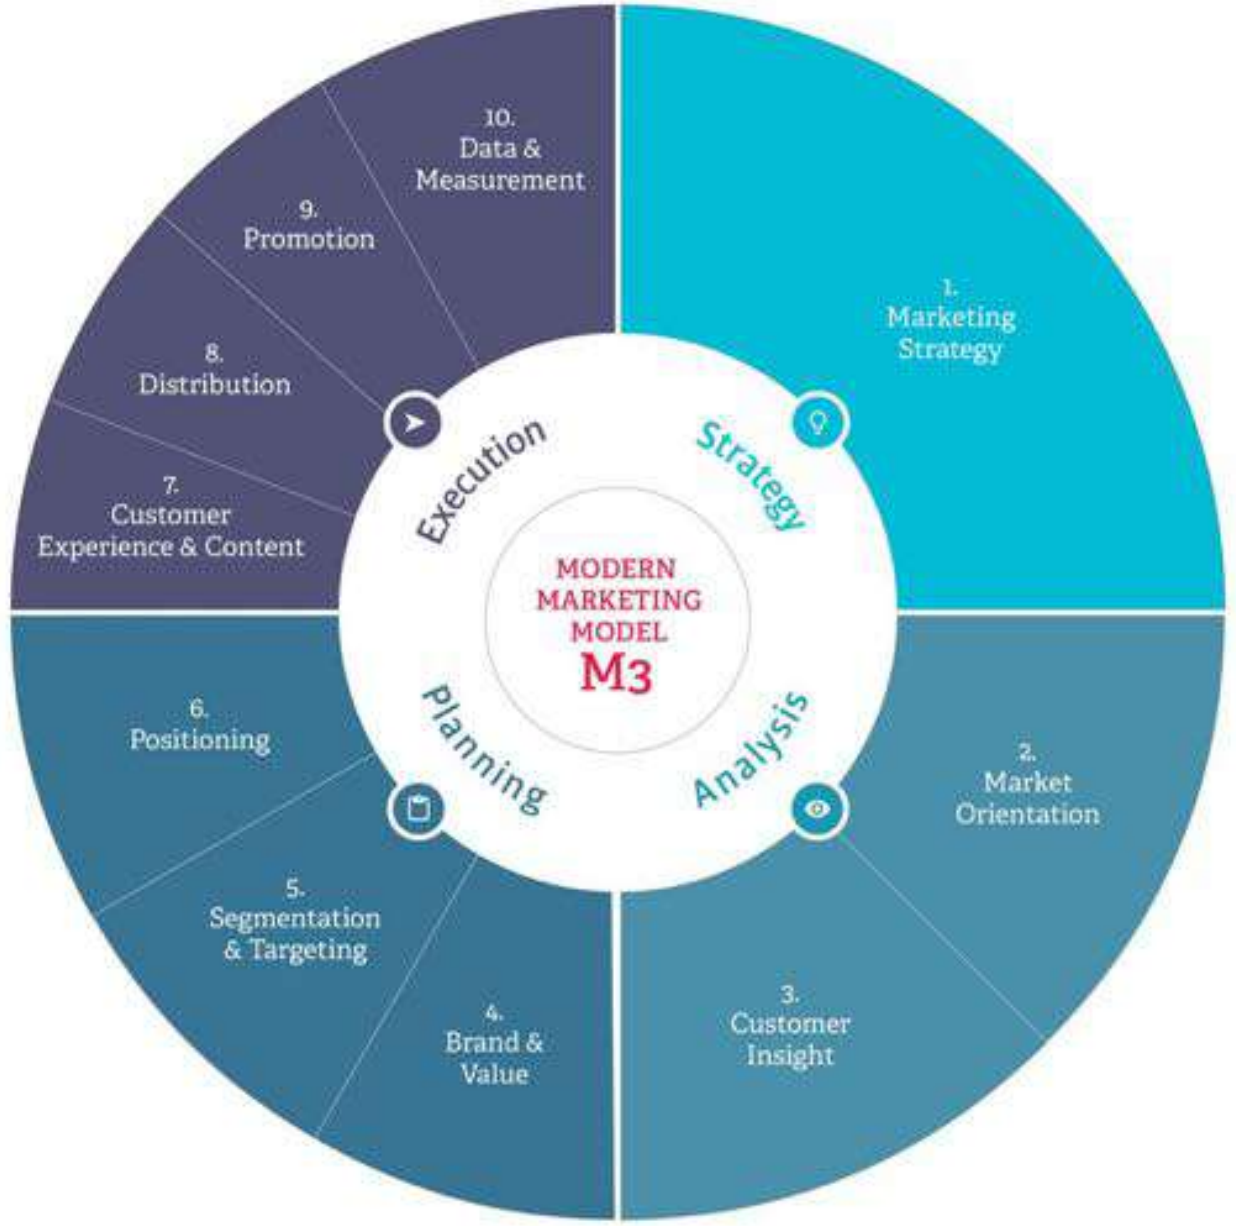 MODERN
MARKETING
MODEL
M3
Strategy
1.
Marketing
Strategy
Analysis
2.
Market
Orientation
3.
Customer
Insight
Planning
4.
Brand &
Value
5.
Segmentation
& Targeting
6.
Positioning
Execution
7.
Customer
Experience & Content
8.
Distribution
9.
Promotion
10.
Data &
Measurement